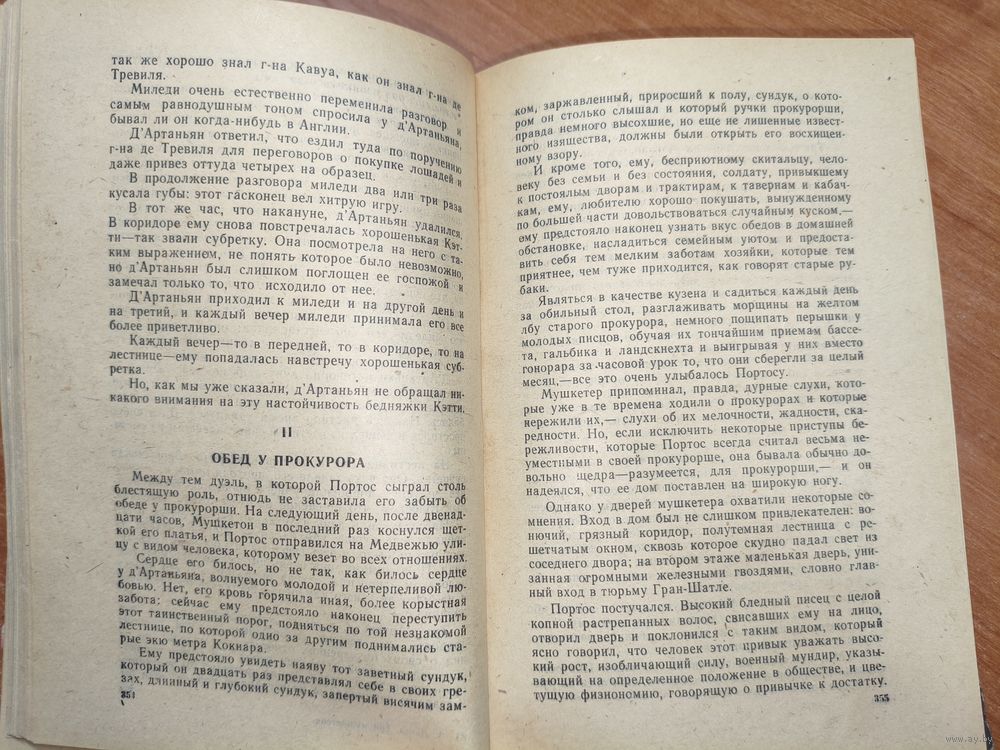 так же хорошо знал г-на Кавуа, как он знал г-на де
Тревиля.
Миледи очень естественно переменила разговор и
самым равнодушным тоном спросила у д'Артаньяна,
бывал ли он когда-нибудь в Англии.
Д'Артаньян ответил, что ездил туда по поручению
г-на де Тревиля для переговоров о покупке лошадей и
даже привез оттуда четырех на образец.
В продолжение разговора миледи два или три раза
кусала губы: этот гасконец вел хитрую игру.
В тот же час, что накануне, д'Артаньян удалился.
В коридоре ему снова повстречалась хорошенькая Кэт-
ти—так звали субретку. Она посмотрела на него с та-
ким выражением, не понять которое было невозможно,
но д'Артаньян был слишком поглощен ее госпожой и
замечал только то, что исходило от нее.
Д'Артаньян приходил к миледи и на другой день и
на третий, и каждый вечер миледи принимала его все
более приветливо.
Каждый вечер—то в передней, то в коридоре, то на
лестнице—ему попадалась навстречу хорошенькая суб-
ретка.
Но, как мы уже сказали, д'Артаньян не обращал ни-
какого внимания на эту настойчивость бедняжки Кэтти.
II
ОБЕД У ПРОКУРОРА
Между тем дуэль, в которой Портос сыграл столь
блестящую роль, отнюдь не заставила его забыть об
обеде у прокурорши. На следующий день, после двенад-
цати часов, Мушкетон в последний раз коснулся щет-
кой его платья, и Портос отправился на Медвежью ули-
цу с видом человека, которому везет во всех отношениях.
Сердце его билось, но не так, как билось сердце
у д'Артаньяна, волнуемого молодой и нетерпеливой лю-
бовью. Нет, его кровь горячила иная, более корыстная
забота: сейчас ему предстояло наконец переступить
этот таинственный порог, подняться по той незнакомой
лестнице, по которой одно за другим поднимались ста-
рые экю метра Кокнара.
Ему предстояло увидеть наяву тот заветный сундук,
который он двадцать раз представлял себе в своих гре-
зах, длинный и глубокий сундук, запертый висячим зам-
354
ком, заржавленный, приросший к полу, сундук, о кото-
ром он столько слышал и который ручки прокурорши,
правда немного высохшие, но еще не лишенные извест-
ного изящества, должны были открыть его восхищен-
ному взору.
И кроме того, ему, бесприютному скитальцу, чело-
веку без семьи и без состояния, солдату, привыкшему
к постоялым дворам и трактирам, к тавернам и кабач-
кам, ему, любителю хорошо покушать, вынужденному
по большей части довольствоваться случайным куском,—
ему предстояло наконец узнать вкус обедов в домашней
обстановке, насладиться семейным уютом и предоста-
вить себя тем мелким заботам хозяйки, которые тем
приятнее, чем туже приходится, как говорят старые ру-
баки.
Являться в качестве кузена и садиться каждый день
за обильный стол, разглаживать морщины на желтом
лбу старого прокурора, немного пощипать перышки у
молодых писцов, обучая их тончайшим приемам бассе-
та, гальбика и ландскнехта и выигрывая у них вместо
гонорара за часовой урок то, что они сберегли за целый
месяц,—все это очень улыбалось Портосу.
Мушкетер припоминал, правда, дурные слухи, кото-
рые уже в те времена ходили о прокурорах и которые
пережили их,— слухи об их мелочности, жадности, ска-
редности. Но, если исключить некоторые приступы бе-
режливости, которые Портос всегда считал весьма не-
уместными в своей прокурорше, она бывала обычно до-
вольно щедра—разумеется, для прокурорши,— и он
надеялся, что ее дом поставлен на широкую ногу.
Однако у дверей мушкетера охватили некоторые со-
мнения. Вход в дом был не слишком привлекателен: во-
нючий, грязный коридор, полутемная лестница с ре-
шетчатым окном, сквозь которое скудно падал свет из
соседнего двора; на втором этаже маленькая дверь, уни-
занная огромными железными гвоздями, словно глав-
ный вход в тюрьму Гран-Шатле.
Портос постучался. Высокий бледный писец с целой
копной растрепанных волос, свисавших ему на лицо,
отворил дверь и поклонился с таким видом, который
ясно говорил, что человек этот привык уважать высо-
кий рост, изобличающий силу, военный мундир, указы-
вающий на определенное положение в обществе, и цве-
тущую физиономию, говорящую о привычке к достатку.
355
www.ay.by